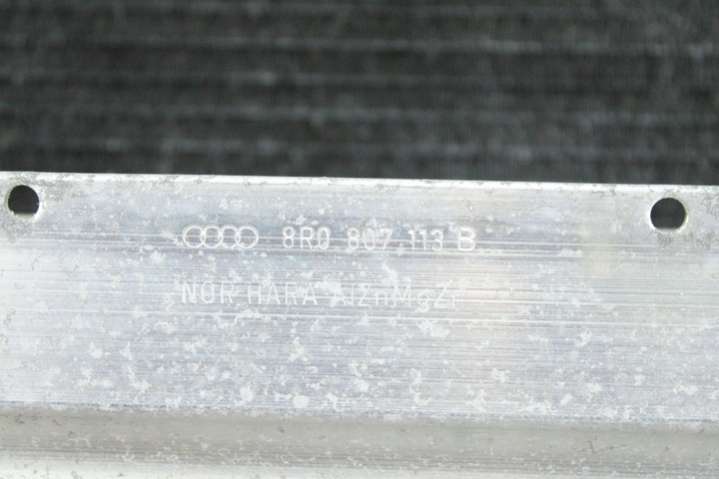 8R0 807 113 B
NOR.HARA AlZnMgZr